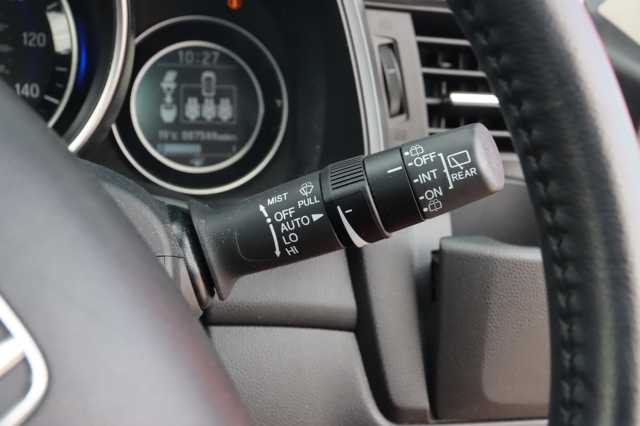 120
140
10:27
MIST
PULL
OFF
AUTO
LO
HI
OFF
INT
ON
REAR